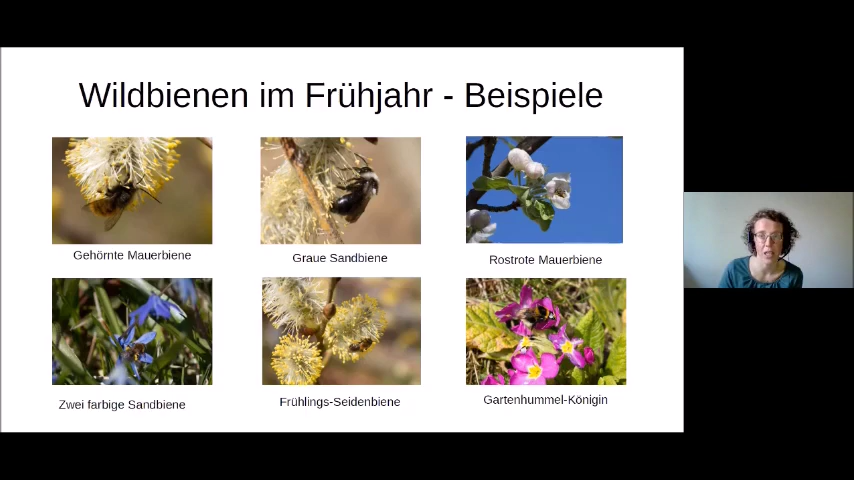 Wildbienen im Frühjahr - Beispiele
Gehörnte Mauerbiene
Graue Sandbiene
Rostrote Mauerbiene
Zwei farbige Sandbiene
Frühlings-Seidenbiene
Gartenhummel-Königin